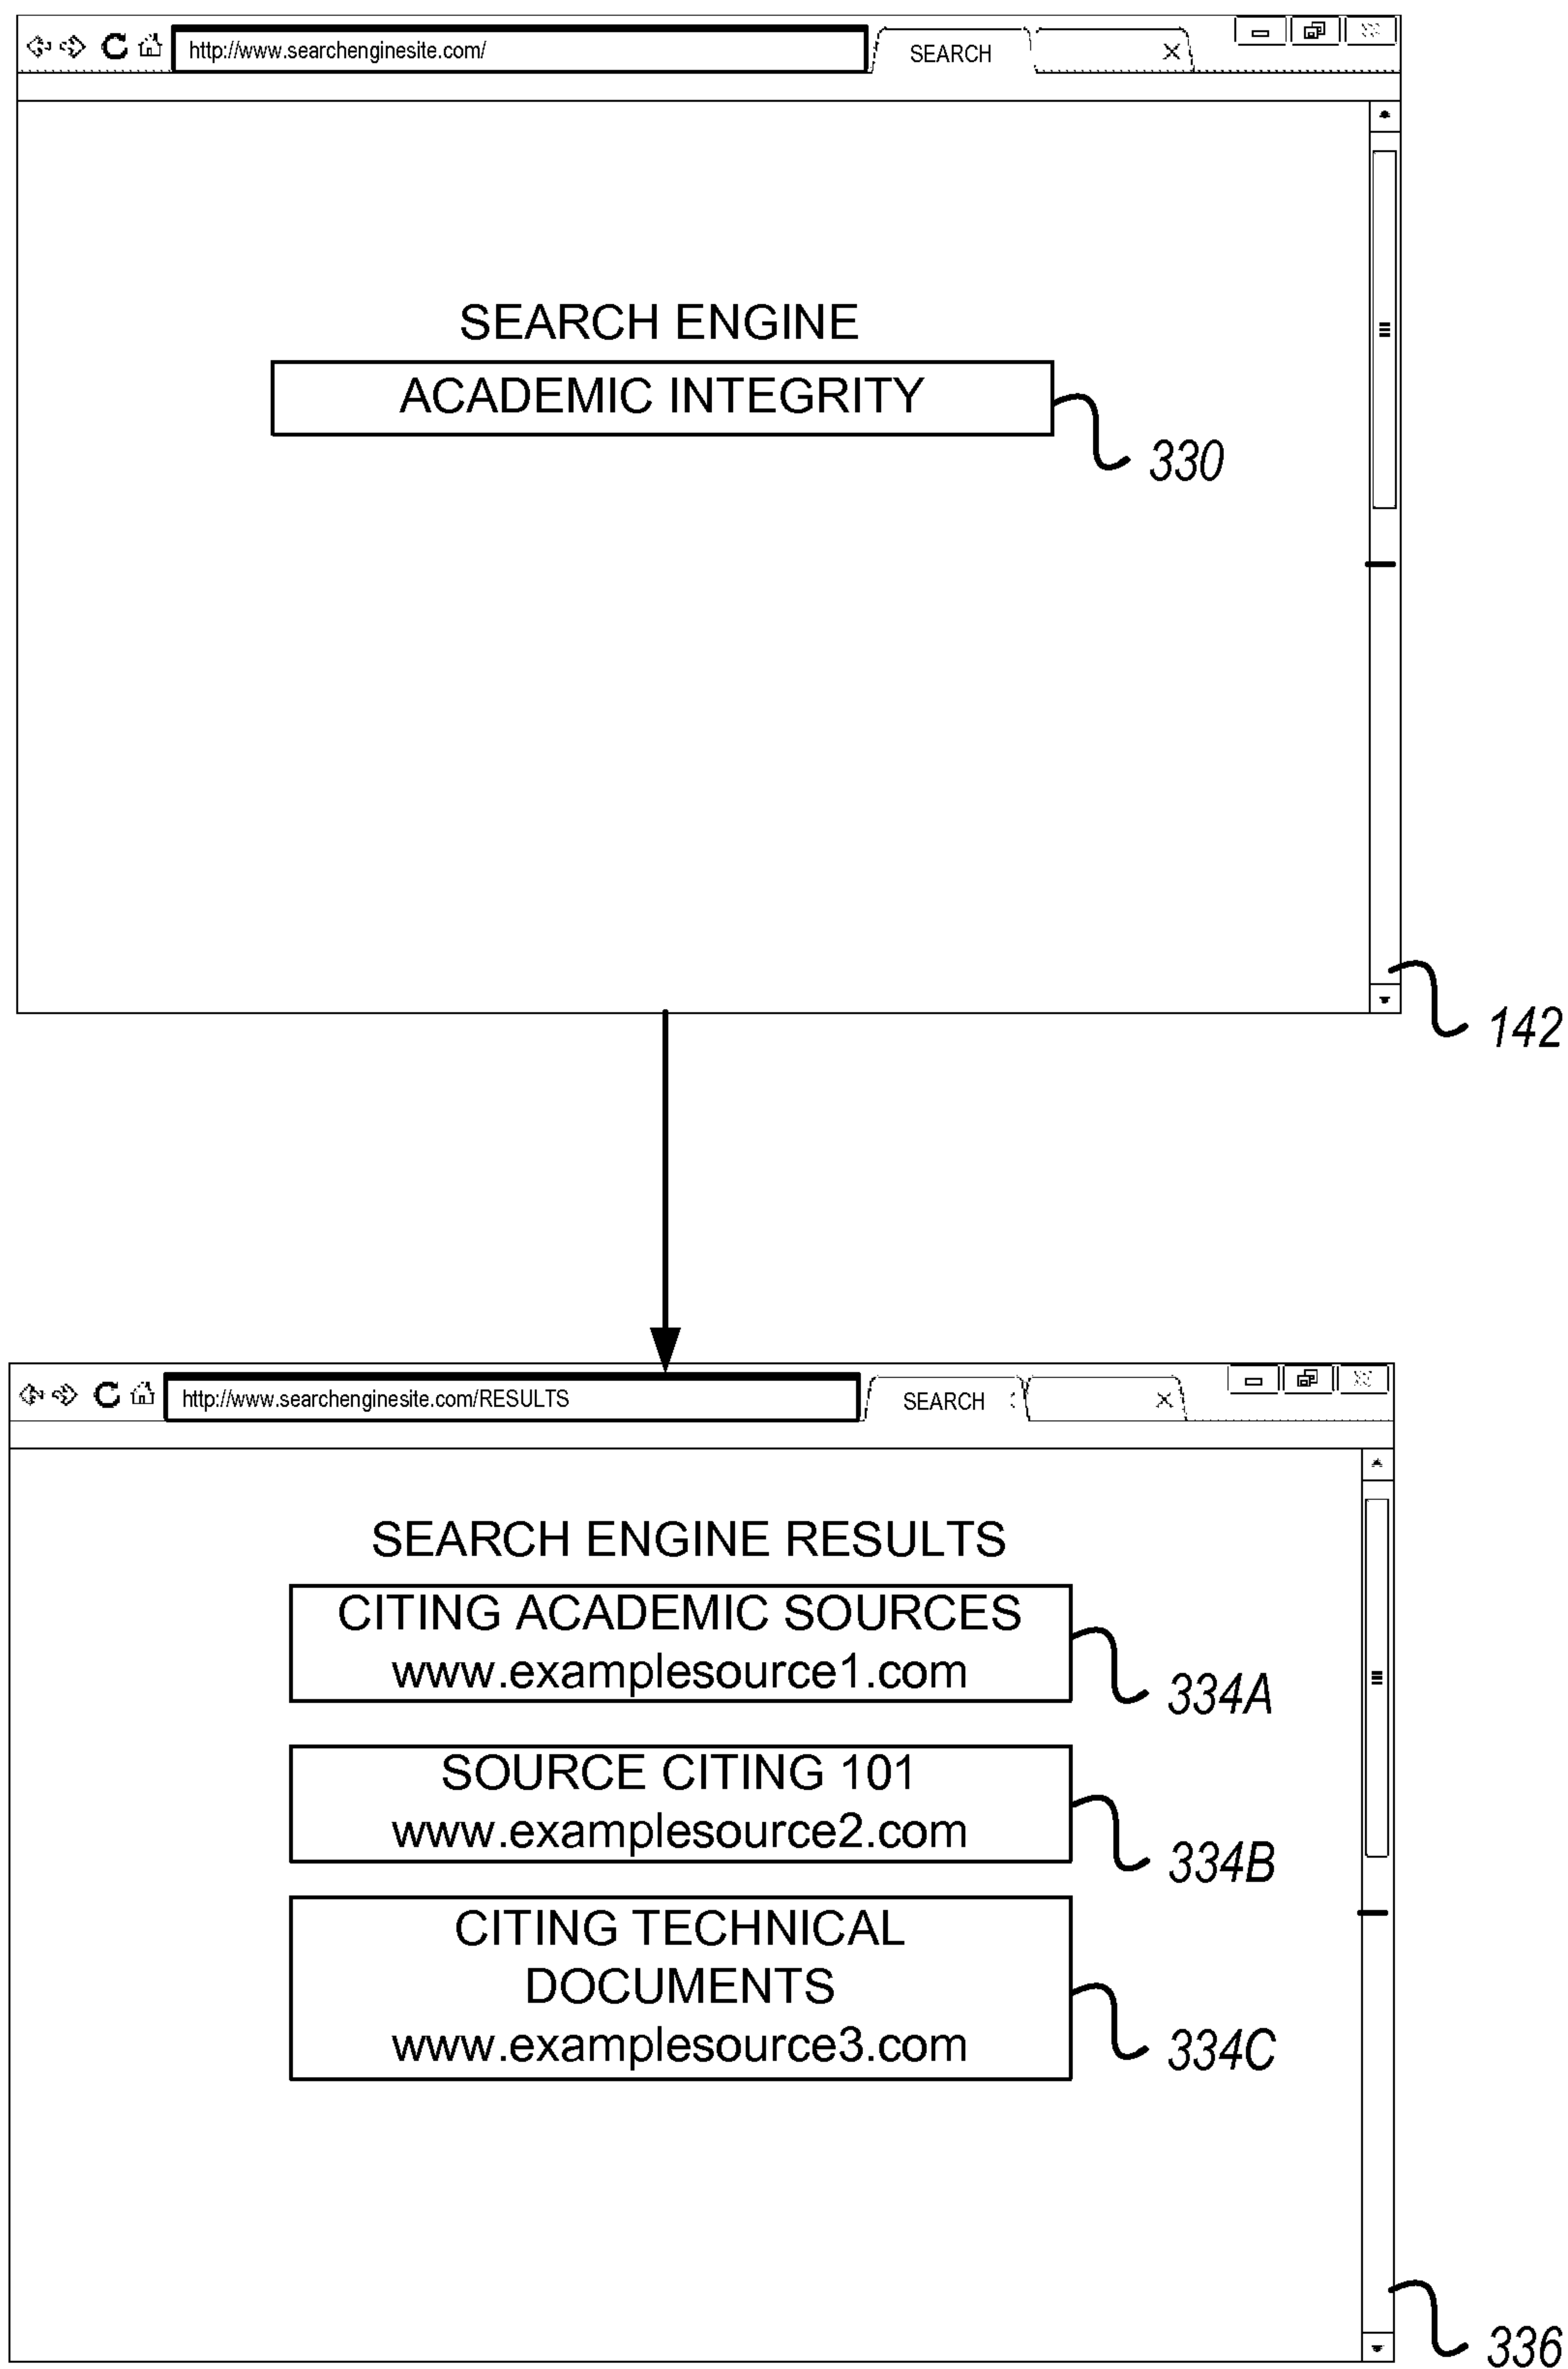 http://www.searchenginesite.com/
SEARCH
SEARCH ENGINE
ACADEMIC INTEGRITY
330
142
http://www.searchenginesite.com/RESULTS
SEARCH
SEARCH ENGINE RESULTS
CITING ACADEMIC SOURCES
www.examplesource1.com
334A
SOURCE CITING 101
www.examplesource2.com
334B
CITING TECHNICAL
DOCUMENTS
www.examplesource3.com
334C
336